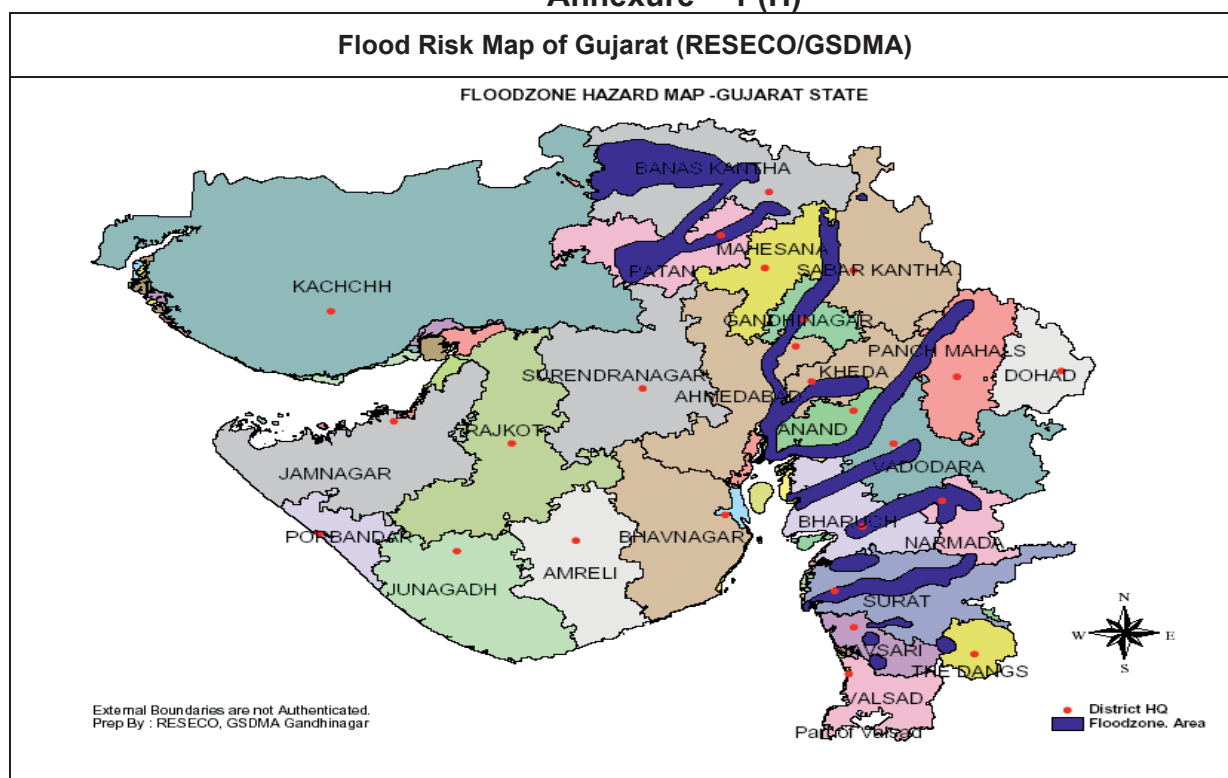 Flood Risk Map of Gujarat (RESECO/GSDMA)
FLOODZONE HAZARD MAP -GUJARAT STATE
BANAS KANTHA
MAHESANA
PATAN
SABAR KANTHA
KACHCHH
GANDHINAGAR
PANCH MAHALS
SURENDRANAGAR
KHEDA
DOHAD
AHMEDABAD
ANAND
RAJKOT
JAMNAGAR
VADODARA
BHARUCH
PORBANDAR
BHAVNAGAR
NARMADA
AMRELI
JUNAGADH
SURAT
N
W E
S
NAVSARI
THE DANGS
VALSAD
Part of Valsad
External Boundaries are not Authenticated.
Prep By : RESECO, GSDMA Gandhinagar
District HQ
Floodzone. Area